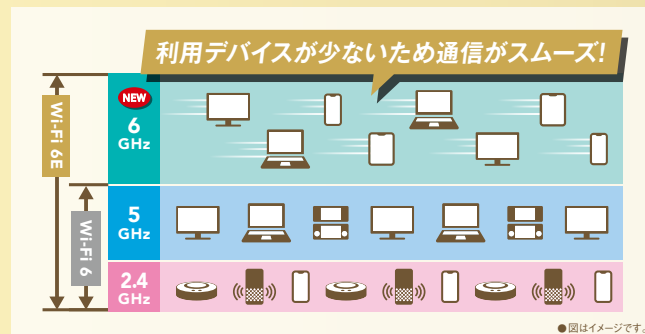 利用デバイスが少ないため通信がスムーズ!
NEW
6
GHz
Wi-Fi 6E
5
GHz
Wi-Fi 6
2.4
GHz
●図はイメージです。